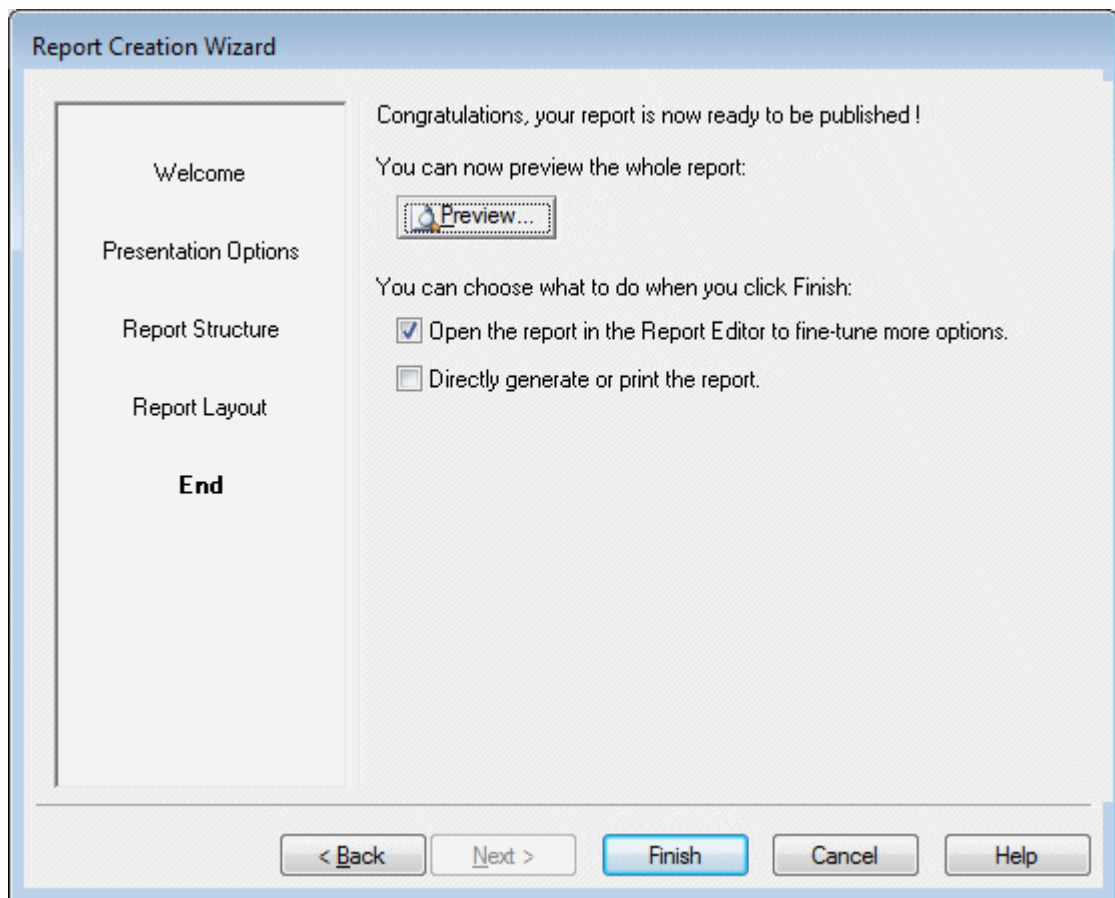 Report Creation Wizard
Welcome
Presentation Options
Report Structure
Report Layout
End
Congratulations, your report is now ready to be published !
You can now preview the whole report:
Preview...
You can choose what to do when you click Finish:
Open the report in the Report Editor to fine-tune more options.
Directly generate or print the report.
< Back
Next >
Finish
Cancel
Help